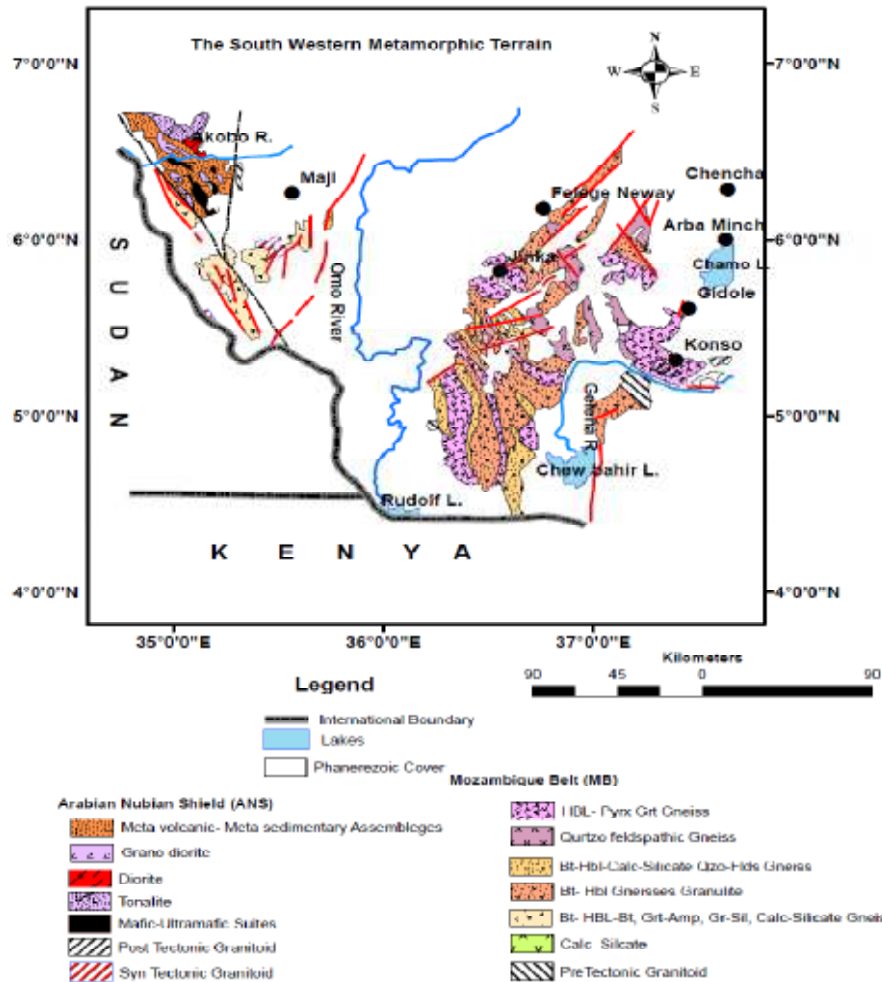 The South Western Metamorphic Terrain
N
W E
S
7°0'0"N
7°0'0"N
6°0'0"N
6°0'0"N
5°0'0"N
5°0'0"N
4°0'0"N
4°0'0"N
Akobo R.
Maji
Felege Neway
Chencha
Arba Minch
Chamo L.
Jinka
Gidole
Konso
Omo River
S U D A N
Gelena R.
Chew bahir L.
Rudolf L.
K E N Y A
35°0'0"E
36°0'0"E
37°0'0"E
Kilometers
90 45 0 90
Legend
International Boundary
Lakes
Phanerezoic Cover
Arabian Nubian Shield (ANS)
Meta volcanic- Meta sedimentary Assembleges
Grano diorite
Diorite
Tonalite
Mafic-Ultramafic Suites
Post Tectonic Granitoid
Syn Tectonic Granitoid
Mozambique Belt (MB)
HBL- Pyrx Grt Gneiss
Qurtzo feldspathic Gneiss
Bt-Hbl-Calc-Silicate Qzo-Flds Gneriss
Bt- Hbl Gnersses Granulite
Bt- HBL-Bt, Grt-Amp, Gr-Sil, Calc-Silicate Gneis
Calc Silcate
PreTectonic Granitoid